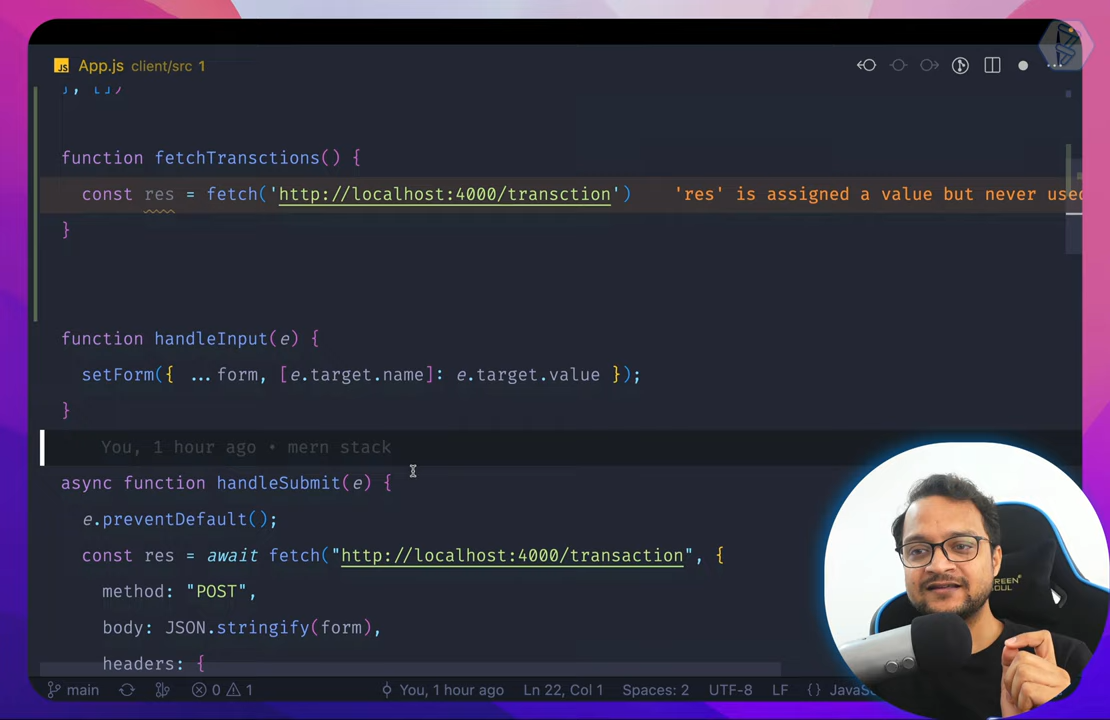 JS App.js client/src 1
}, [])
function fetchTransctions() {
const res = fetch('http://localhost:4000/transction') 'res' is assigned a value but never used
}
function handleInput(e) {
setForm({ ...form, [e.target.name]: e.target.value });
}
You, 1 hour ago • mern stack
async function handleSubmit(e) {
e.preventDefault();
const res = await fetch("http://localhost:4000/transaction", {
method: "POST",
body: JSON.stringify(form),
headers: {
main 0 1 You, 1 hour ago Ln 22, Col 1 Spaces: 2 UTF-8 LF {}